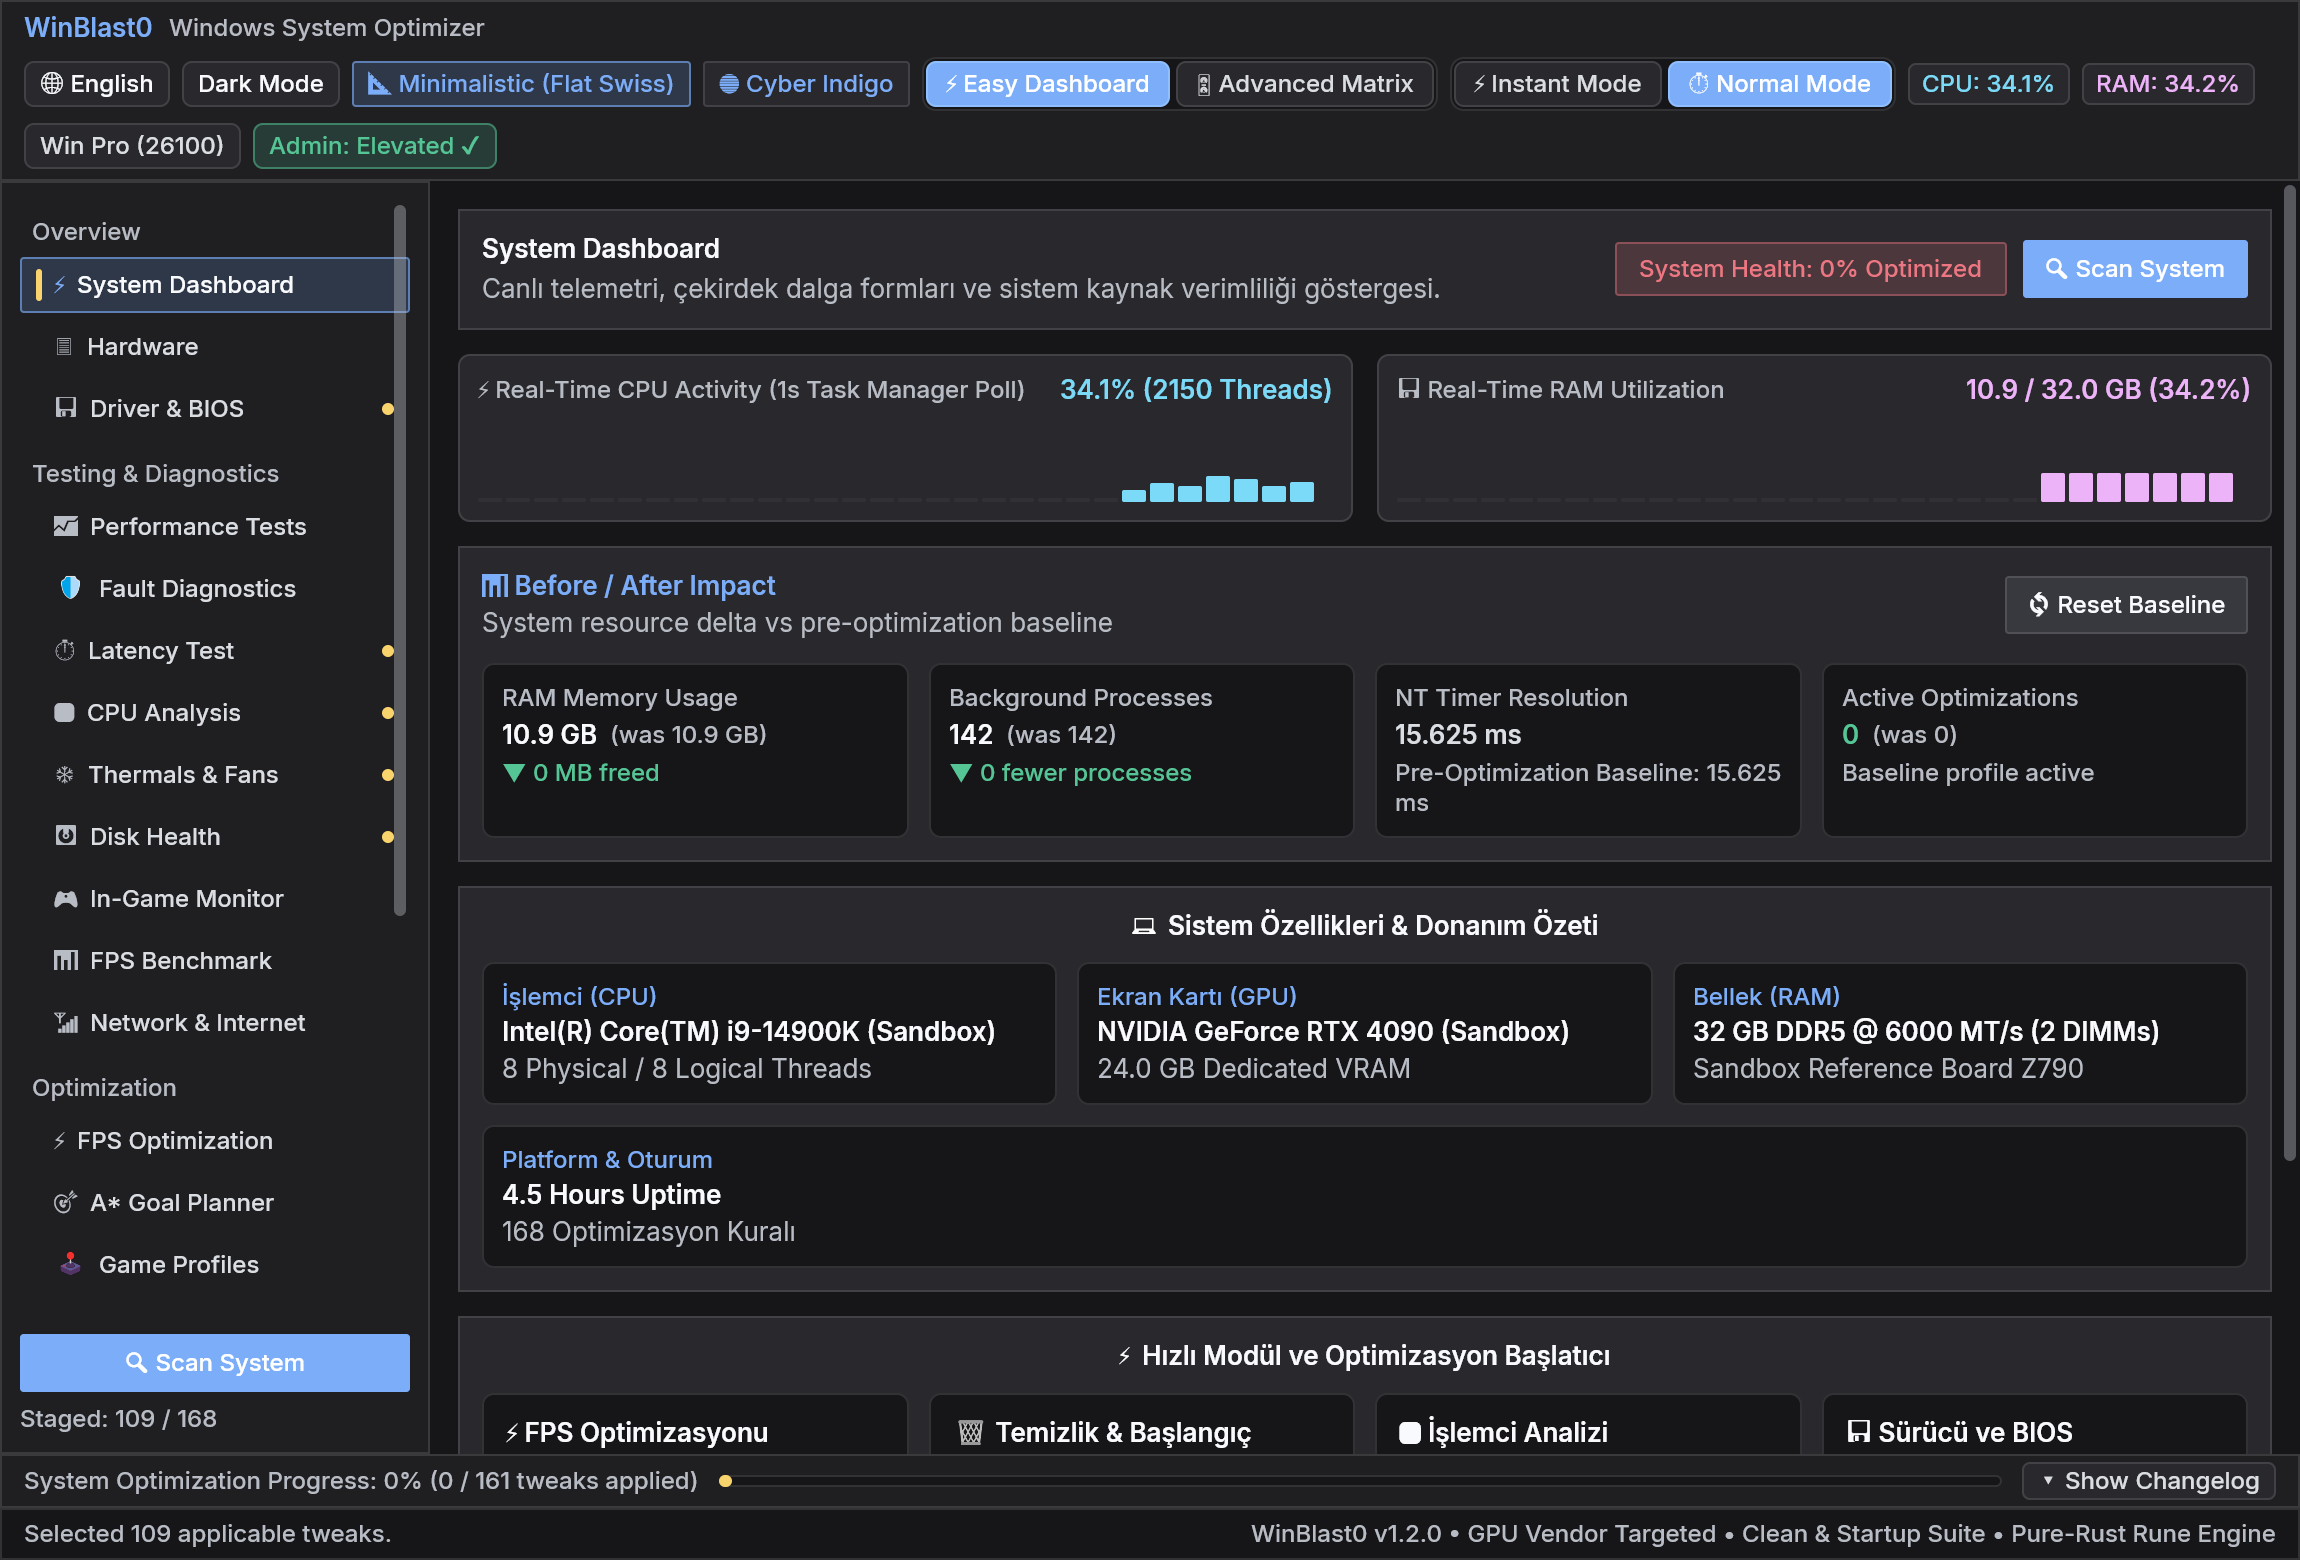 WinBlast0 Windows System Optimizer
English Dark Mode Minimalistic (Flat Swiss) Cyber Indigo Easy Dashboard Advanced Matrix Instant Mode Normal Mode CPU: 34.1% RAM: 34.2%
Win Pro (26100) Admin: Elevated ✓
Overview
System Dashboard
Hardware
Driver & BIOS
Testing & Diagnostics
Performance Tests
Fault Diagnostics
Latency Test
CPU Analysis
Thermals & Fans
Disk Health
In-Game Monitor
FPS Benchmark
Network & Internet
Optimization
FPS Optimization
A* Goal Planner
Game Profiles
Scan System
Staged: 109 / 168
System Dashboard
Canlı telemetri, çekirdek dalga formları ve sistem kaynak verimliliği göstergesi.
System Health: 0% Optimized
Scan System
Real-Time CPU Activity (1s Task Manager Poll) 34.1% (2150 Threads)
Real-Time RAM Utilization 10.9 / 32.0 GB (34.2%)
Before / After Impact
System resource delta vs pre-optimization baseline
Reset Baseline
RAM Memory Usage
10.9 GB (was 10.9 GB)
▼ 0 MB freed
Background Processes
142 (was 142)
▼ 0 fewer processes
NT Timer Resolution
15.625 ms
Pre-Optimization Baseline: 15.625
ms
Active Optimizations
0 (was 0)
Baseline profile active
Sistem Özellikleri & Donanım Özeti
İşlemci (CPU)
Intel(R) Core(TM) i9-14900K (Sandbox)
8 Physical / 8 Logical Threads
Ekran Kartı (GPU)
NVIDIA GeForce RTX 4090 (Sandbox)
24.0 GB Dedicated VRAM
Bellek (RAM)
32 GB DDR5 @ 6000 MT/s (2 DIMMs)
Sandbox Reference Board Z790
Platform & Oturum
4.5 Hours Uptime
168 Optimizasyon Kuralı
Hızlı Modül ve Optimizasyon Başlatıcı
FPS Optimizasyonu
Temizlik & Başlangıç
İşlemci Analizi
Sürücü ve BIOS
System Optimization Progress: 0% (0 / 161 tweaks applied)
▼ Show Changelog
Selected 109 applicable tweaks.
WinBlast0 v1.2.0 • GPU Vendor Targeted • Clean & Startup Suite • Pure-Rust Rune Engine